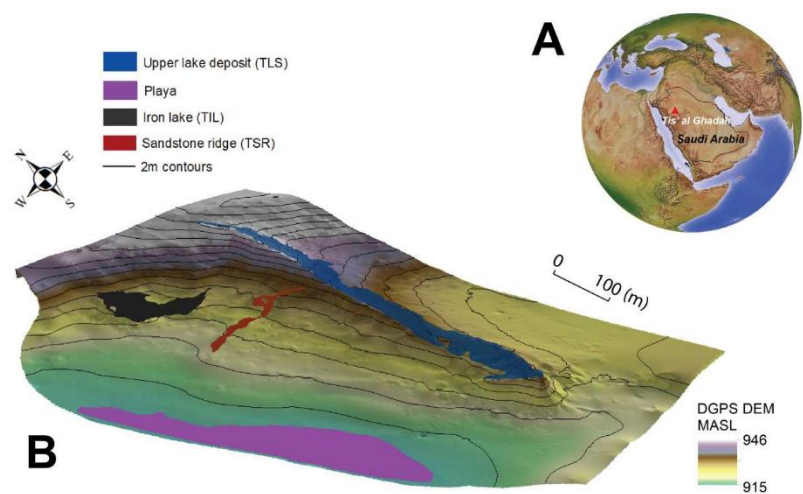 Upper lake deposit (TLS)
Playa
Iron lake (TIL)
Sandstone ridge (TSR)
2m contours
N
E
W
S
A
Tis' al Ghadah
Saudi Arabia
0
100 (m)
B
DGPS DEM
MASL
946
915